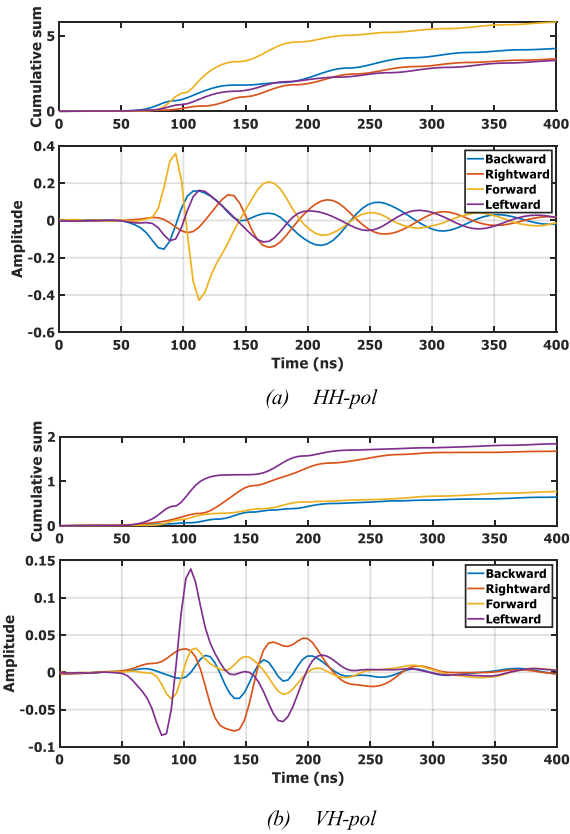 Cumulative sum
5
0
0 50 100 150 200 250 300 350 400
Amplitude
0.4
0.2
0
-0.2
-0.4
-0.6
Backward
Rightward
Forward
Leftward
0 50 100 150 200 250 300 350 400
Time (ns)
(a) HH-pol
Cumulative sum
2
1
0
0 50 100 150 200 250 300 350 400
Amplitude
0.15
0.1
0.05
0
-0.05
-0.1
Backward
Rightward
Forward
Leftward
0 50 100 150 200 250 300 350 400
Time (ns)
(b) VH-pol